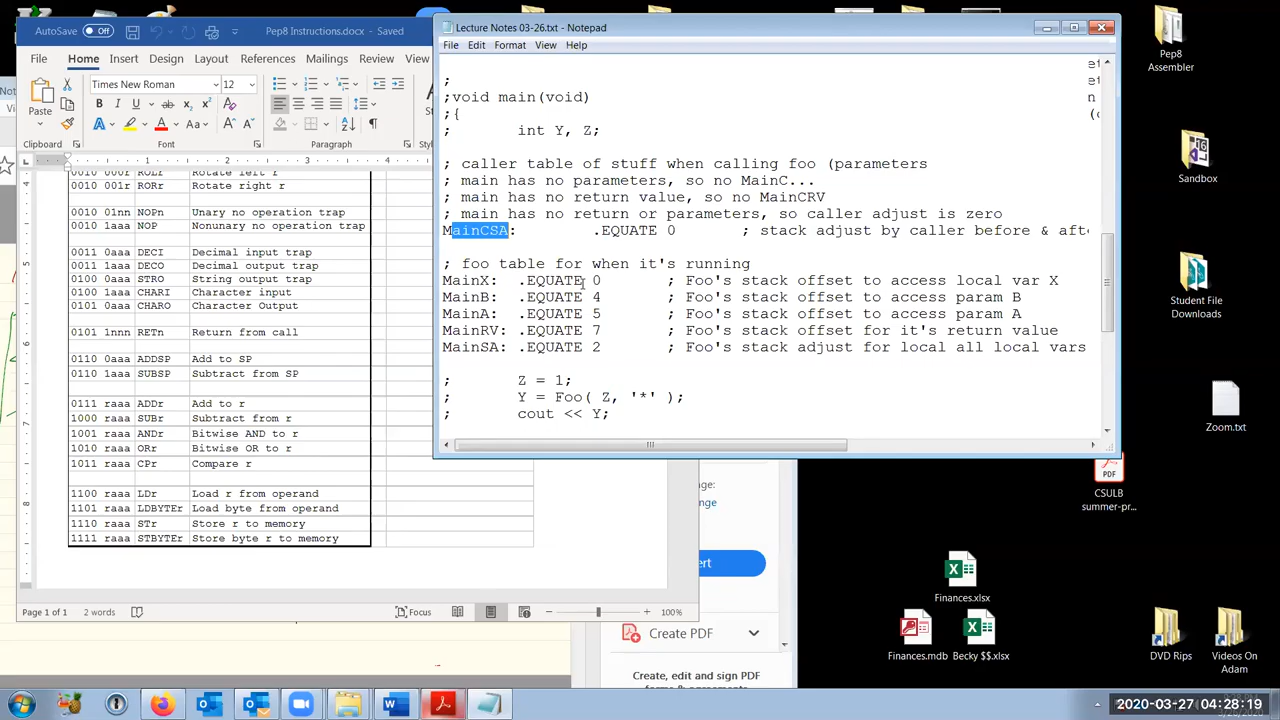 AutoSave Off
Pep8 Instructions.docx - Saved
File Home Insert Design Layout References Mailings Review View
Times New Roman 12
Paste
Clipboard Font Paragraph
0010 001r RORr Rotate right r
0010 01nn NOPn Unary no operation trap
0010 1aaa NOP Nonunary no operation trap
0011 0aaa DECI Decimal input trap
0011 1aaa DECO Decimal output trap
0100 0aaa STRO String output trap
0100 1aaa CHARI Character input
0101 0aaa CHARO Character Output
0101 1nnn RETn Return from call
0110 0aaa ADDSP Add to SP
0110 1aaa SUBSP Subtract from SP
0111 raaa ADDr Add to r
1000 raaa SUBr Subtract from r
1001 raaa ANDr Bitwise AND to r
1010 raaa ORr Bitwise OR to r
1011 raaa CPr Compare r
1100 raaa LDr Load r from operand
1101 raaa LDBYTEr Load byte from operand
1110 raaa STr Store r to memory
1111 raaa STBYTEr Store byte r to memory
Page 1 of 1 2 words Focus 100%
Lecture Notes 03-26.txt - Notepad
File Edit Format View Help
;
;void main(void)
;{
; int Y, Z;
; caller table of stuff when calling foo (parameters
; main has no parameters, so no MainC...
; main has no return value, so no MainCRV
; main has no return or parameters, so caller adjust is zero
MainCSA: .EQUATE 0 ; stack adjust by caller before & afte
; foo table for when it's running
MainX: .EQUATE 0 ; Foo's stack offset to access local var X
MainB: .EQUATE 4 ; Foo's stack offset to access param B
MainA: .EQUATE 5 ; Foo's stack offset to access param A
MainRV: .EQUATE 7 ; Foo's stack offset for it's return value
MainSA: .EQUATE 2 ; Foo's stack adjust for local all local vars
; Z = 1;
; Y = Foo( Z, '*' );
; cout << Y;
Create PDF
Create, edit and sign PDF
Pep8
Assembler
Sandbox
Student File
Downloads
Zoom.txt
CSULB
summer-pr...
Finances.xlsx
Finances.mdb
Becky $$.xlsx
DVD Rips
Videos On
Adam
2020-03-27 04:28:19